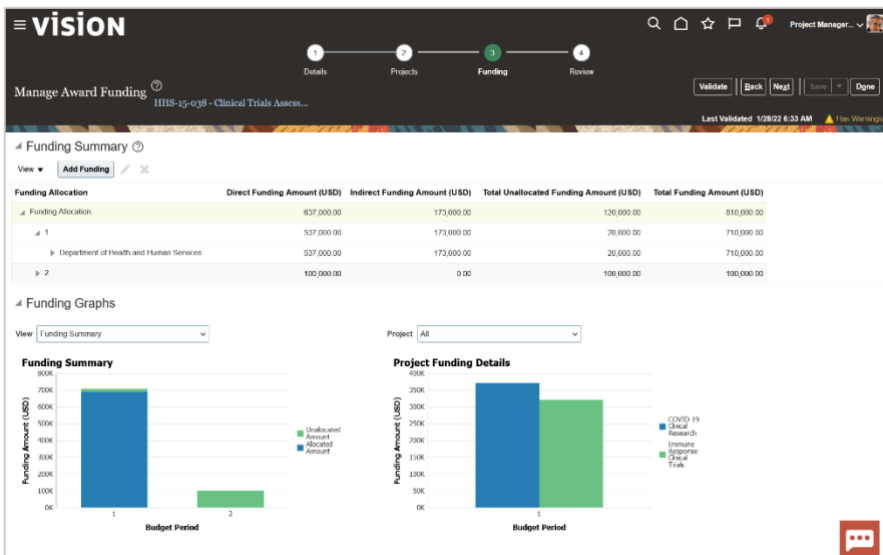 vision
1
Project Manager...
1 2 3 4
Details Projects Funding Review
Manage Award Funding
HHS-15-038 - Clinical Trials Assess...
Validate Back Next Save Done
Last Validated 1/28/22 6:33 AM Has Warnings
Funding Summary
View Add Funding
Funding Allocation Direct Funding Amount (USD) Indirect Funding Amount (USD) Total Unallocated Funding Amount (USD) Total Funding Amount (USD)
Funding Allocation 637,000.00 173,000.00 120,000.00 810,000.00
1 537,000.00 173,000.00 20,000.00 710,000.00
Department of Health and Human Services 537,000.00 173,000.00 20,000.00 710,000.00
2 100,000.00 0.00 100,000.00 100,000.00
Funding Graphs
View Funding Summary
Project All
Funding Summary
Funding Amount (USD)
800K
700K
600K
500K
400K
300K
200K
100K
0K
1 2
Budget Period
Unallocated
Amount
Allocated
Amount
Project Funding Details
Funding Amount (USD)
400K
350K
300K
250K
200K
150K
100K
50K
0K
1
Budget Period
COVID 19
Clinical
Research
Immune
Response
Clinical
Trials